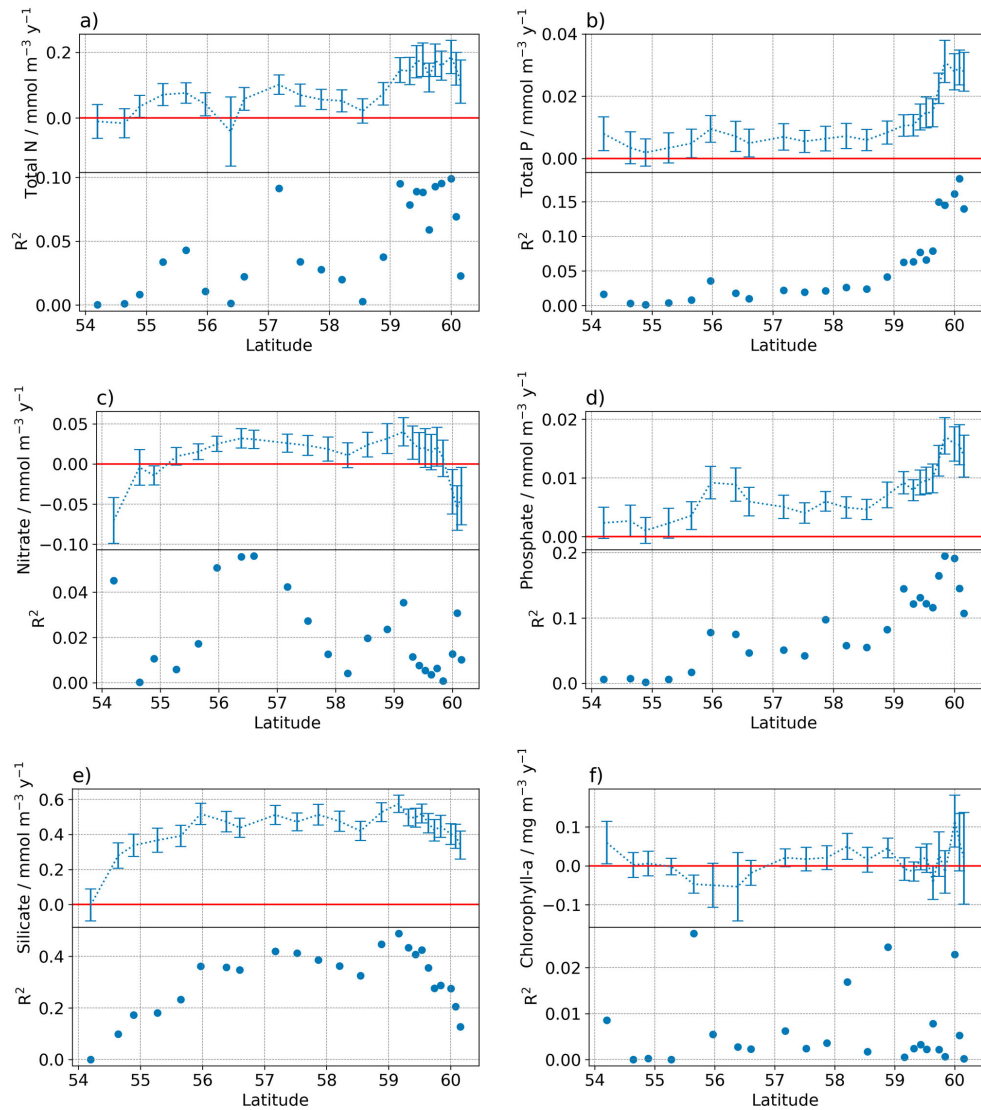 a)
Total N / mmol m⁻³ y⁻¹
0.2
0.0
R²
0.10
0.05
0.00
54 55 56 57 58 59 60
Latitude
b)
Total P / mmol m⁻³ y⁻¹
0.04
0.02
0.00
R²
0.15
0.10
0.05
0.00
54 55 56 57 58 59 60
Latitude
c)
Nitrate / mmol m⁻³ y⁻¹
0.05
0.00
−0.05
−0.10
R²
0.04
0.02
0.00
54 55 56 57 58 59 60
Latitude
d)
Phosphate / mmol m⁻³ y⁻¹
0.02
0.01
0.00
R²
0.2
0.1
0.0
54 55 56 57 58 59 60
Latitude
e)
Silicate / mmol m⁻³ y⁻¹
0.6
0.4
0.2
0.0
R²
0.4
0.2
0.0
54 55 56 57 58 59 60
Latitude
f)
Chlorophyll-a / mg m⁻³ y⁻¹
0.1
0.0
−0.1
R²
0.02
0.01
0.00
54 55 56 57 58 59 60
Latitude